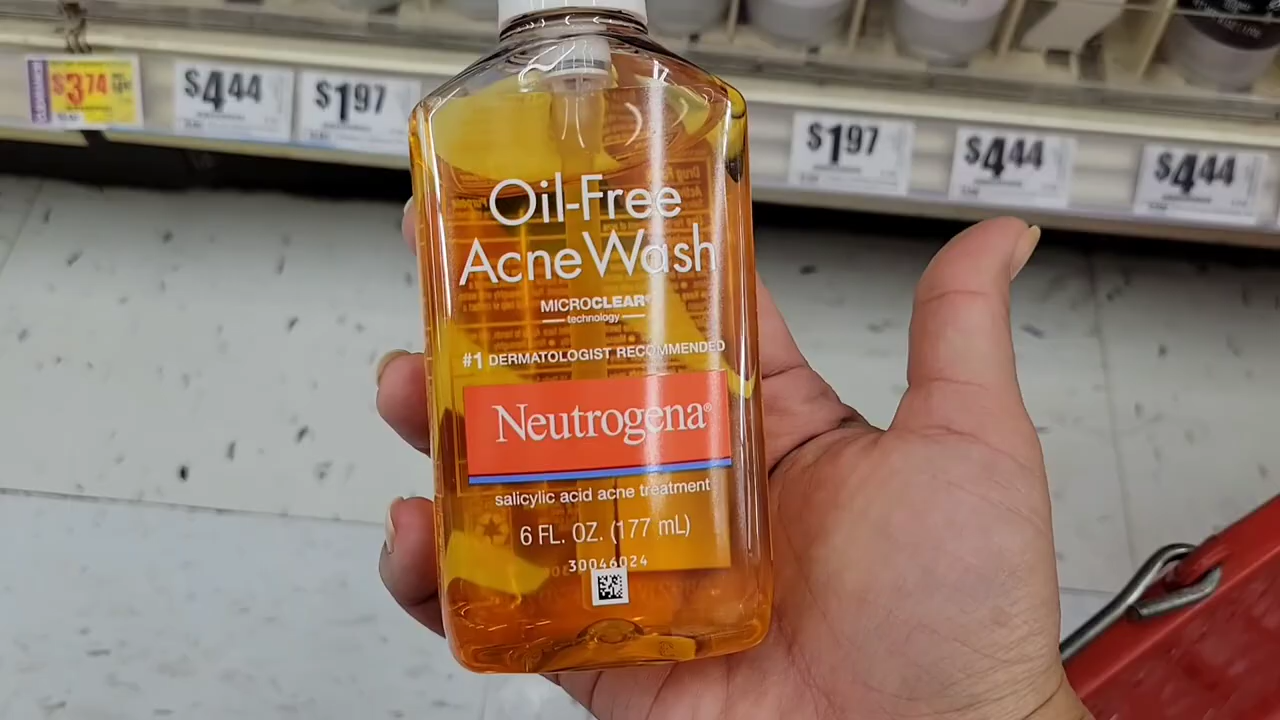 $3.74
$4.44
$1.97
$1.97
$4.44
$4.44
Oil-Free
Acne Wash
MICROCLEAR®
technology
#1 DERMATOLOGIST RECOMMENDED
Neutrogena®
salicylic acid acne treatment
6 FL. OZ. (177 mL)
30046024